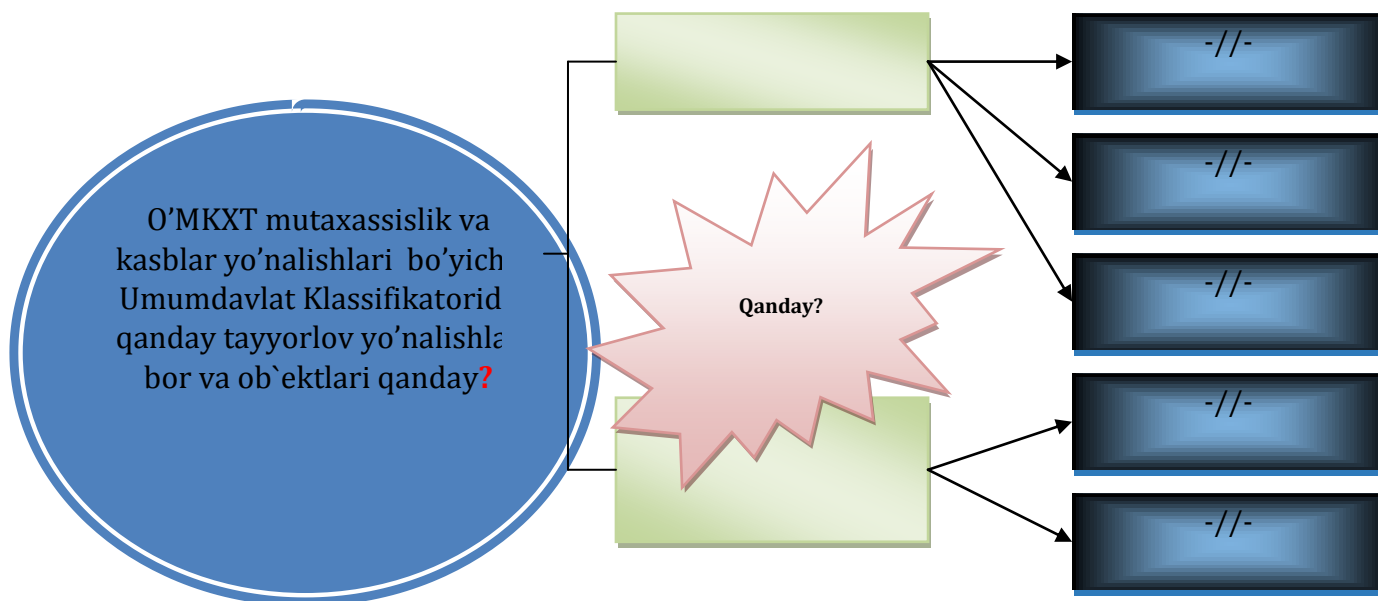 O’MKXT mutaxassislik va
kasblar yo’nalishlari bo’yich
Umumdavlat Klassifikatorid
qanday tayyorlov yo’nalishla
bor va ob`ektlari qanday?
Qanday?
-//-
-//-
-//-
-//-
-//-